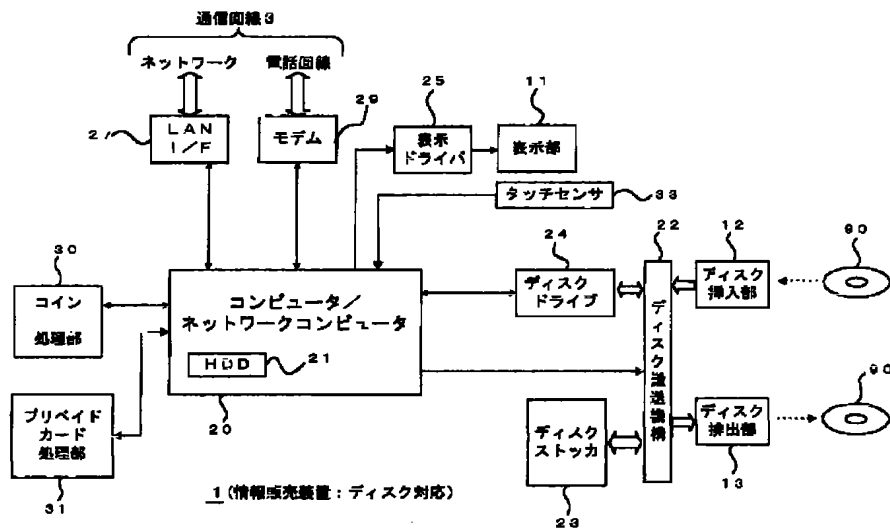 通信回線3
ネットワーク
電話回線
27
LAN
I/F
モデム
29
25
表示
ドライバ
11
表示部
タッチセンサ
33
30
コイン
処理部
コンピュータ/
ネットワークコンピュータ
HDD
21
20
プリペイド
カード
処理部
31
24
ディスク
ドライブ
22
ディスク搬送機構
12
ディスク
挿入部
90
ディスク
ストッカ
23
ディスク
排出部
13
90
1(情報販売装置:ディスク対応)